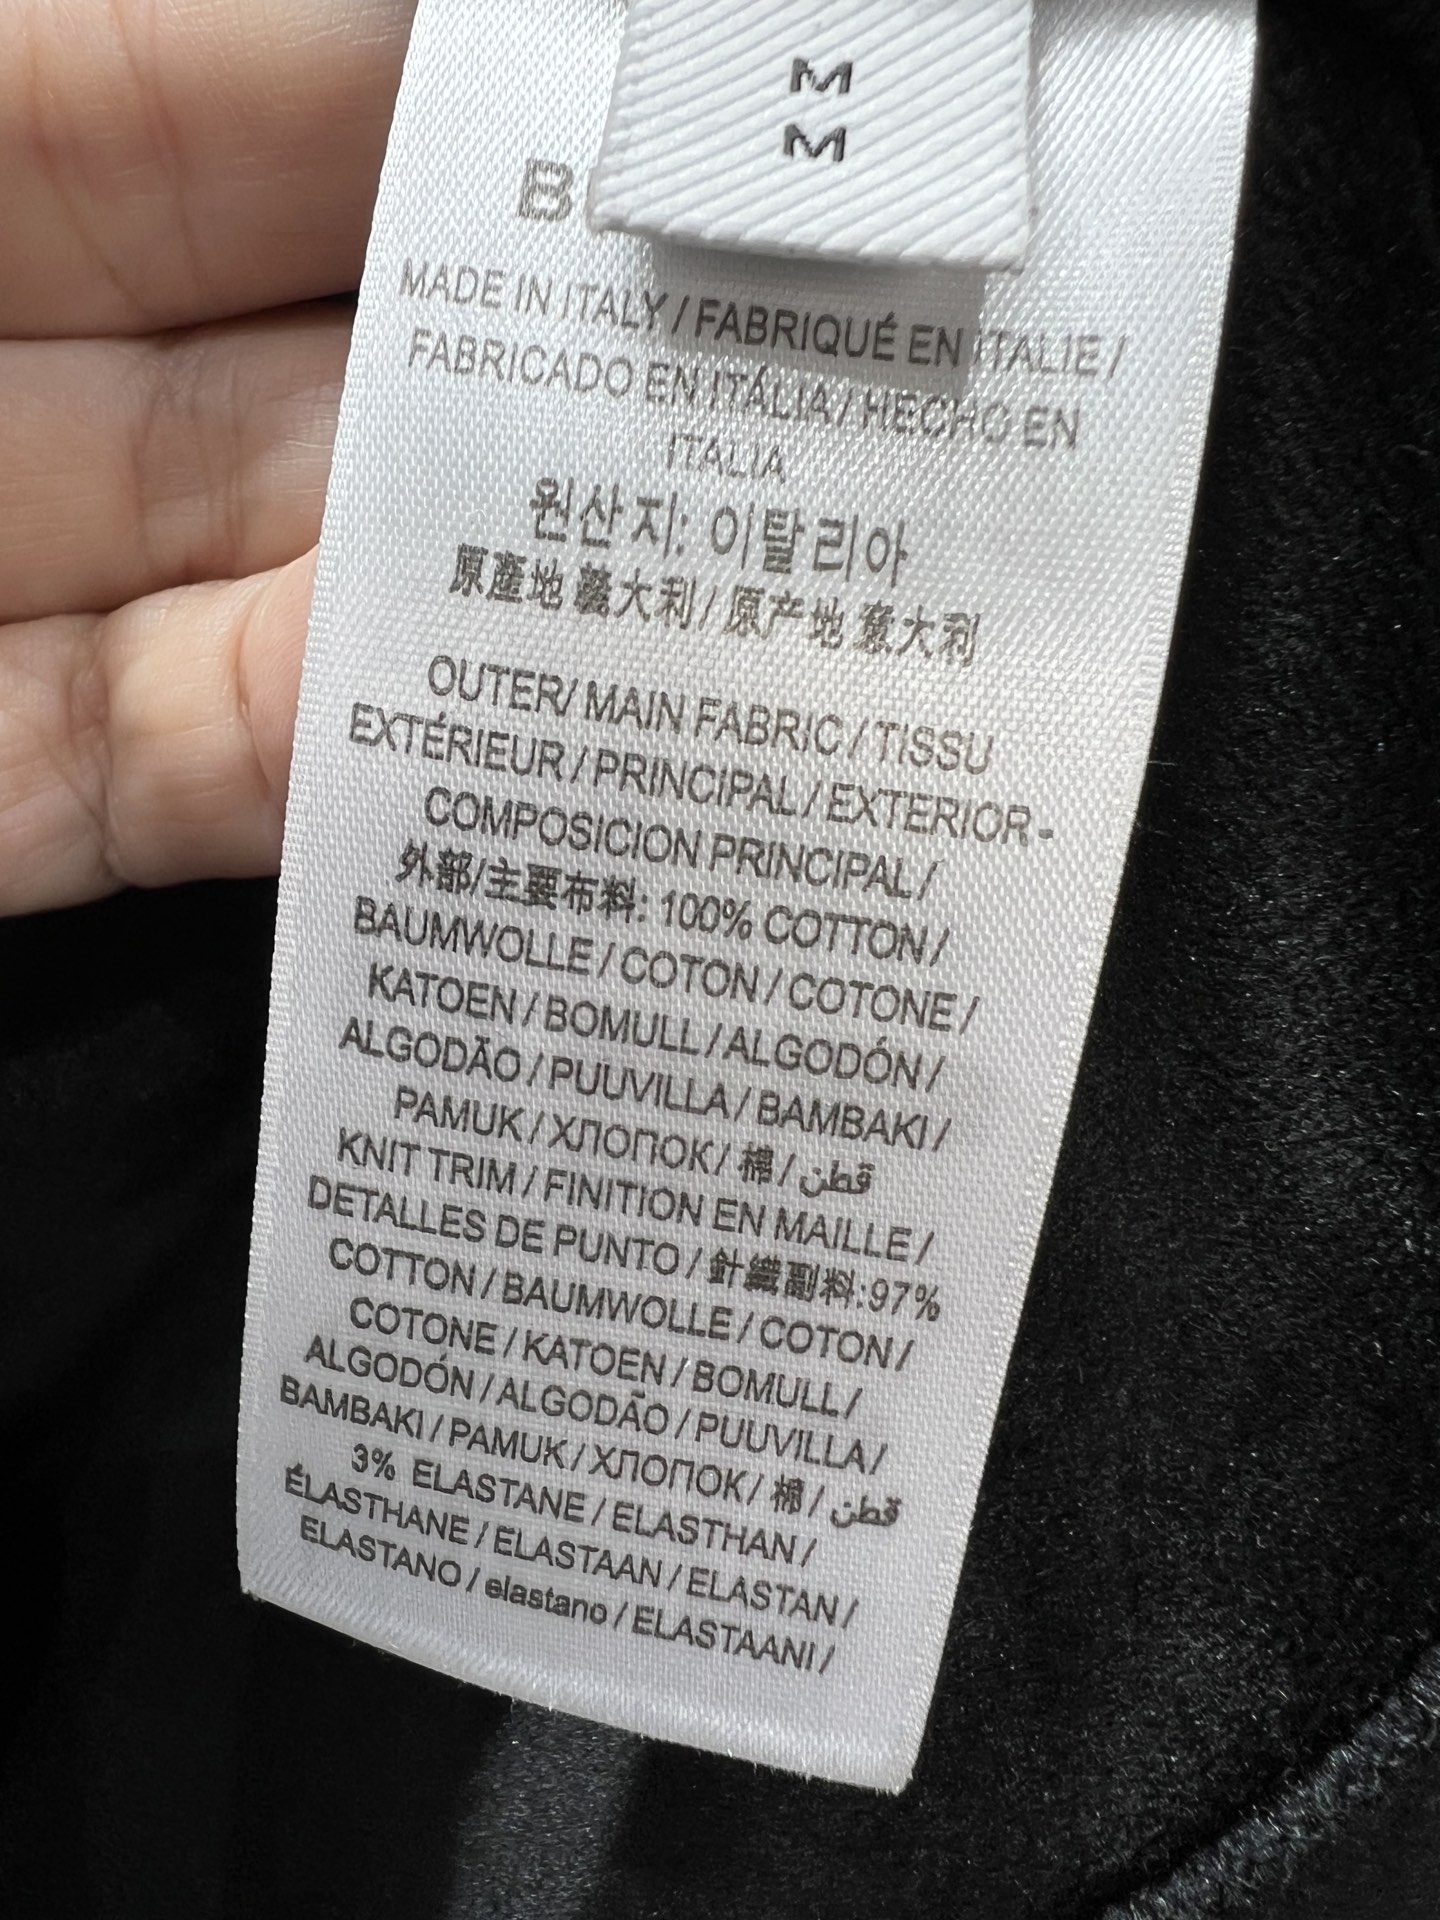 M
M
B
MADE IN ITALY / FABRIQUÉ EN ITALIE /
FABRICADO EN ITÁLIA / HECHO EN
ITALIA
원산지: 이탈리아
原產地 義大利 / 原产地 意大利
OUTER/ MAIN FABRIC / TISSU
EXTÉRIEUR / PRINCIPAL / EXTERIOR-
COMPOSICION PRINCIPAL /
外部/主要布料: 100% COTTON /
BAUMWOLLE / COTON / COTONE /
KATOEN / BOMULL / ALGODÓN /
ALGODÃO / PUUVILLA / BAMBAKI /
PAMUK / ХЛОПОК / 棉 / قطن
KNIT TRIM / FINITION EN MAILLE /
DETALLES DE PUNTO / 針織副料:97%
COTTON / BAUMWOLLE / COTON /
COTONE / KATOEN / BOMULL /
ALGODÓN / ALGODÃO / PUUVILLA /
BAMBAKI / PAMUK / ХЛОПОК / 棉 / قطن
3% ELASTANE / ELASTHAN /
ÉLASTHANE / ELASTAAN / ELASTAN /
ELASTANO / elastano / ELASTAANI /